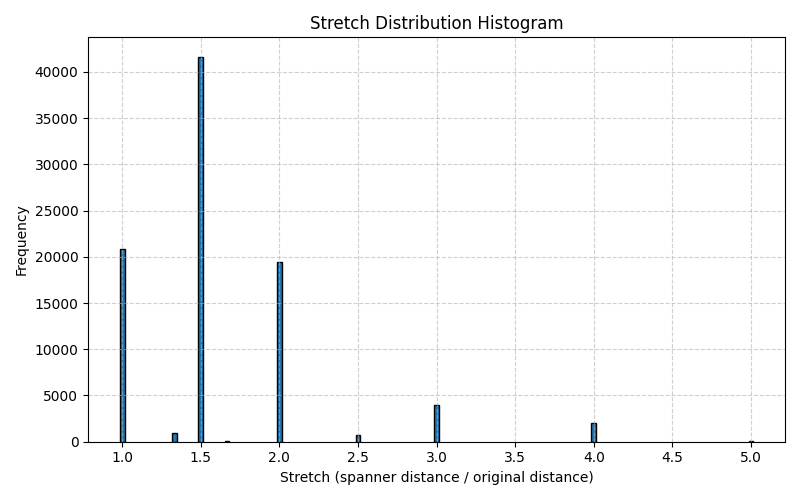 Stretch Distribution Histogram
Frequency
40000
35000
30000
25000
20000
15000
10000
5000
0
1.0 1.5 2.0 2.5 3.0 3.5 4.0 4.5 5.0
Stretch (spanner distance / original distance)